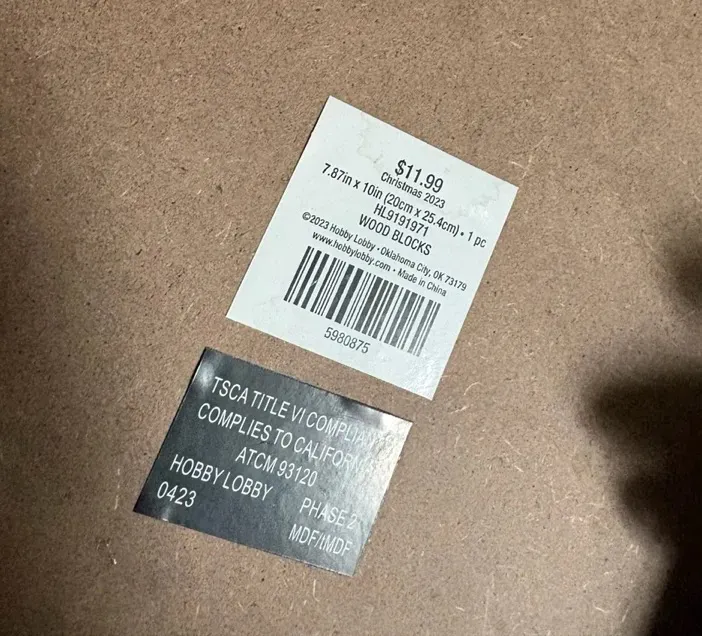 $11.99
Christmas 2023
7.87in x 10in (20cm x 25.4cm) • 1 pc
HL9191971
WOOD BLOCKS
©2023 Hobby Lobby • Oklahoma City, OK 73179
www.hobbylobby.com • Made in China
5980875
TSCA TITLE VI COMPLIANT
COMPLIES TO CALIFORNIA
ATCM 93120
HOBBY LOBBY PHASE 2
0423 MDF/tMDF